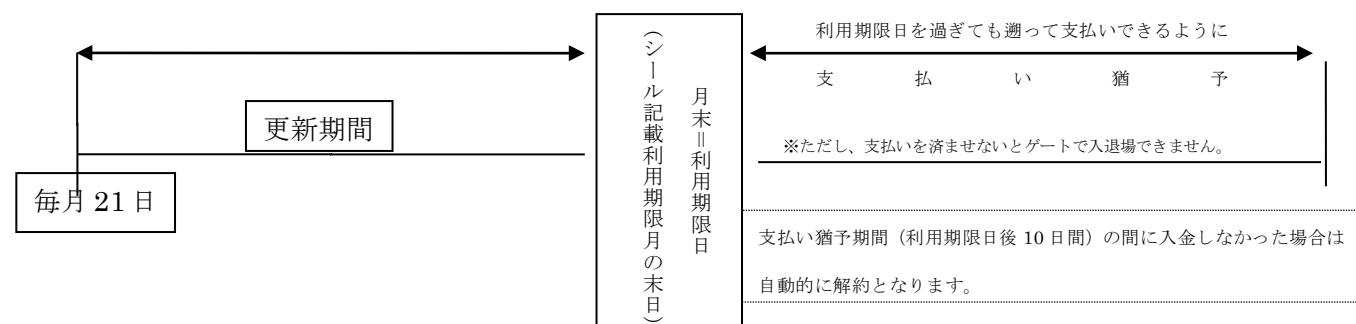 更新期間
毎月 21 日
月末＝利用期限日
（シール記載利用期限月の末日）
利用期限日を過ぎても遡って支払いできるように
支払い猶予
※ただし、支払いを済ませないとゲートで入退場できません。
支払い猶予期間（利用期限日後 10 日間）の間に入金しなかった場合は
自動的に解約となります。